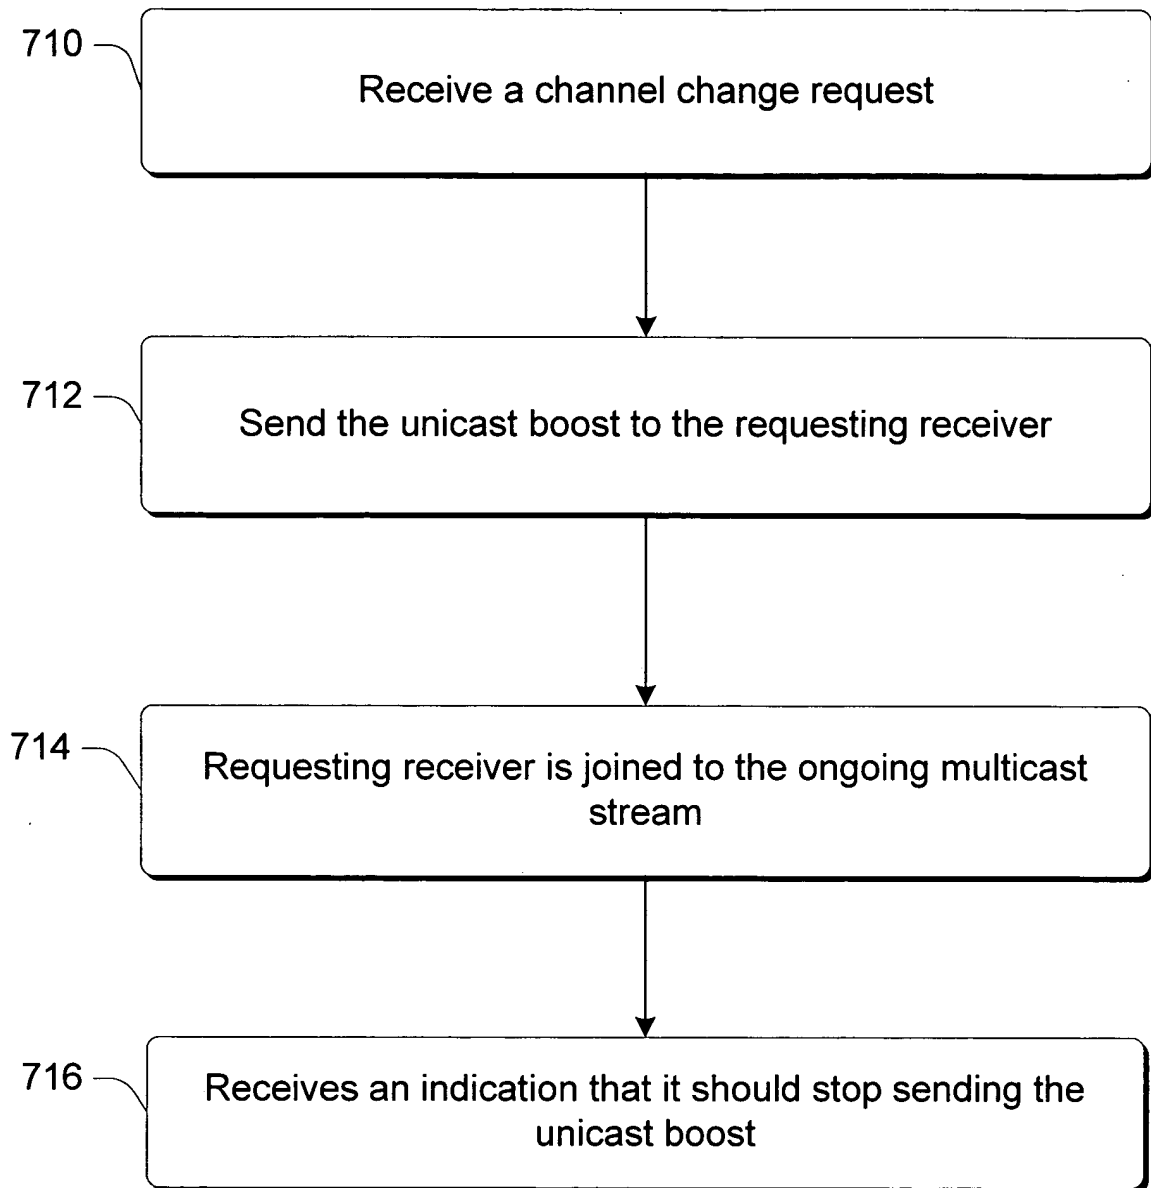 710
Receive a channel change request
712
Send the unicast boost to the requesting receiver
714
Requesting receiver is joined to the ongoing multicast
stream
716
Receives an indication that it should stop sending the
unicast boost